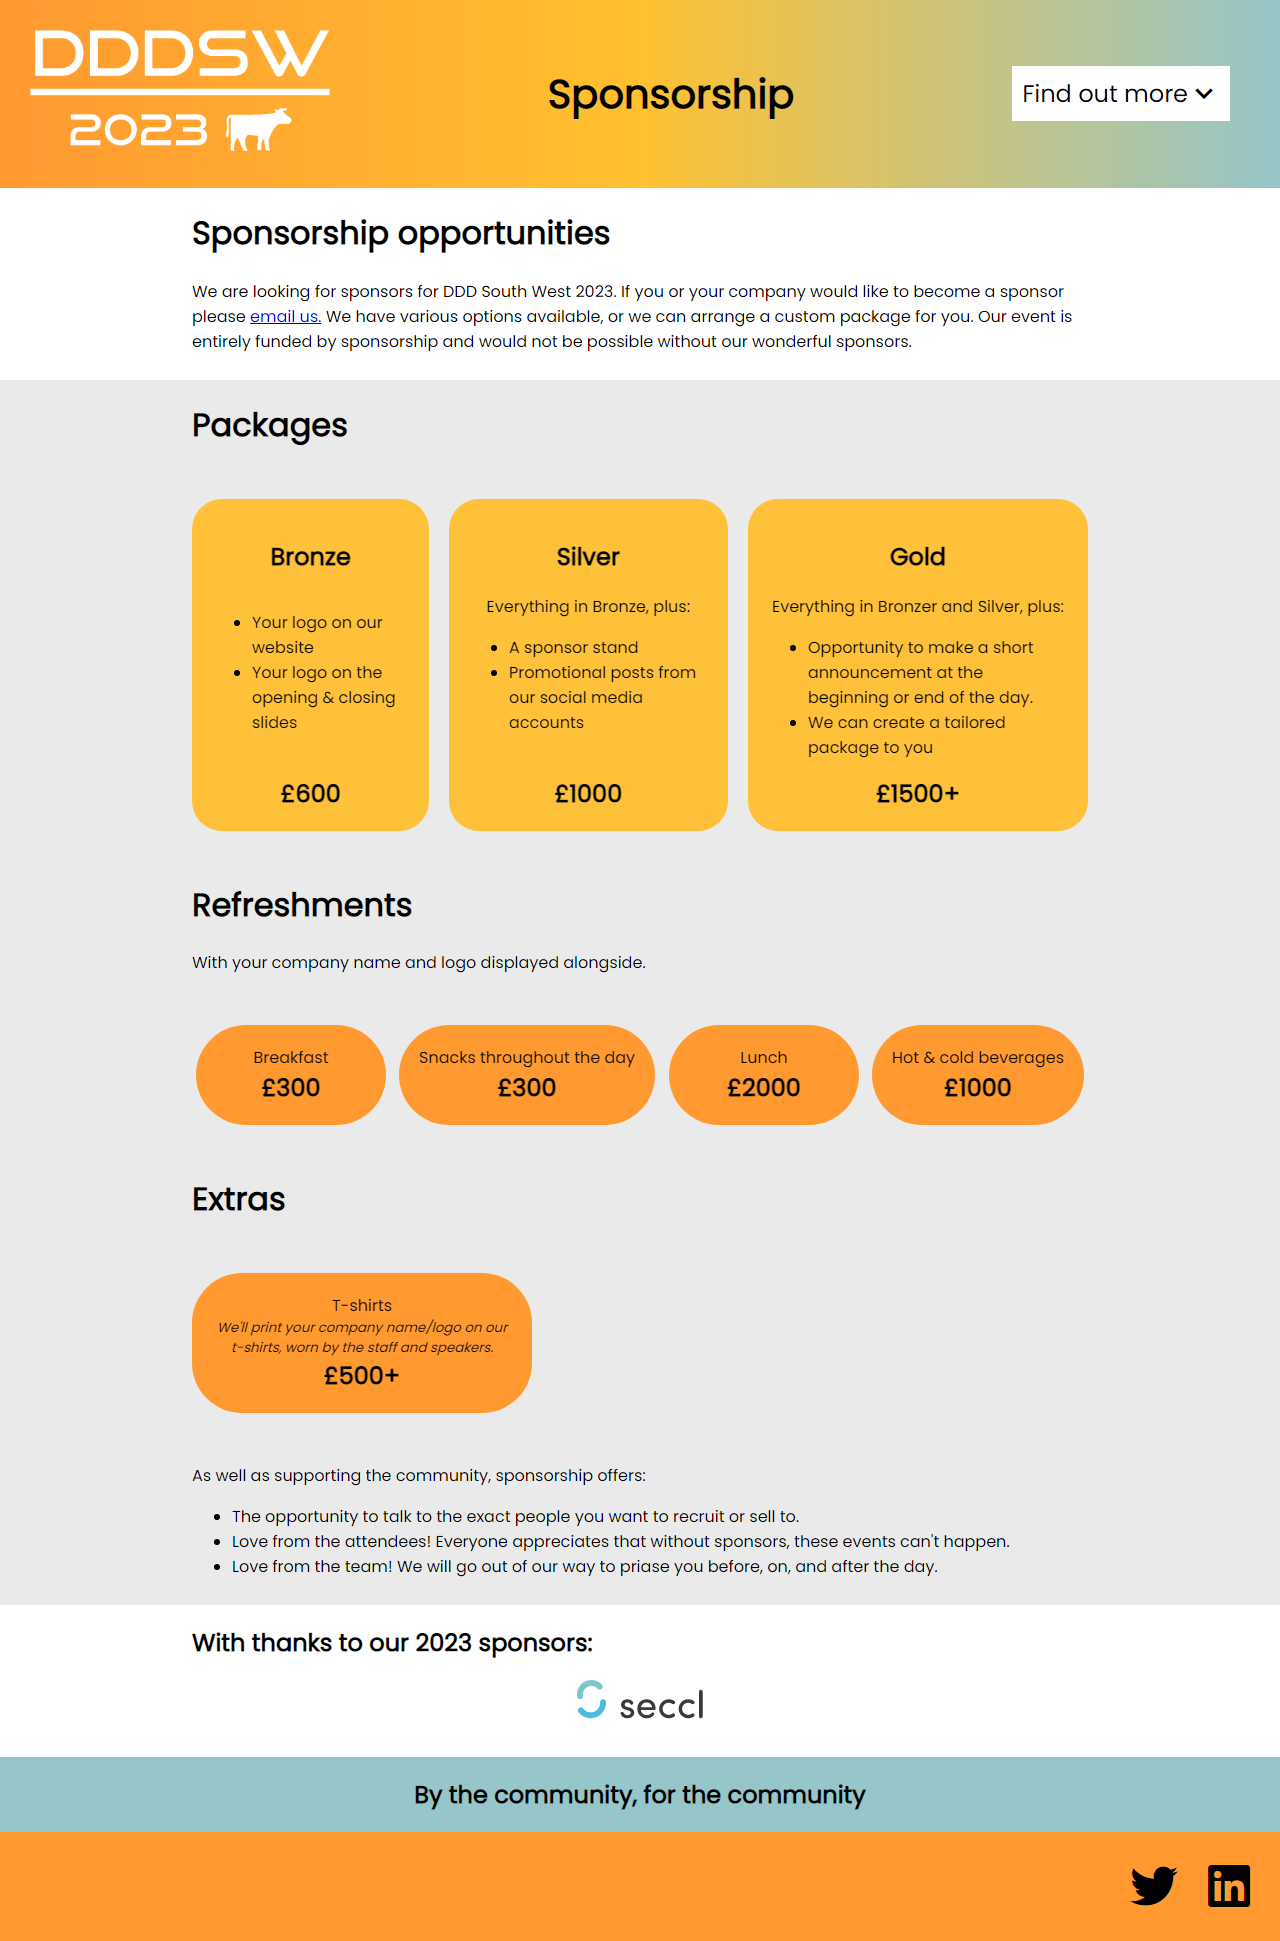 DDDSW
2023
Sponsorship
Find out more
Sponsorship opportunities
We are looking for sponsors for DDD South West 2023. If you or your company would like to become a sponsor
please email us. We have various options available, or we can arrange a custom package for you. Our event is
entirely funded by sponsorship and would not be possible without our wonderful sponsors.
Packages
Bronze
Your logo on our
website
Your logo on the
opening & closing
slides
£600
Silver
Everything in Bronze, plus:
A sponsor stand
Promotional posts from
our social media
accounts
£1000
Gold
Everything in Bronzer and Silver, plus:
Opportunity to make a short
announcement at the
beginning or end of the day.
We can create a tailored
package to you
£1500+
Refreshments
With your company name and logo displayed alongside.
Breakfast
£300
Snacks throughout the day
£300
Lunch
£2000
Hot & cold beverages
£1000
Extras
T-shirts
We'll print your company name/logo on our
t-shirts, worn by the staff and speakers.
£500+
As well as supporting the community, sponsorship offers:
The opportunity to talk to the exact people you want to recruit or sell to.
Love from the attendees! Everyone appreciates that without sponsors, these events can't happen.
Love from the team! We will go out of our way to priase you before, on, and after the day.
With thanks to our 2023 sponsors:
seccl
By the community, for the community
in